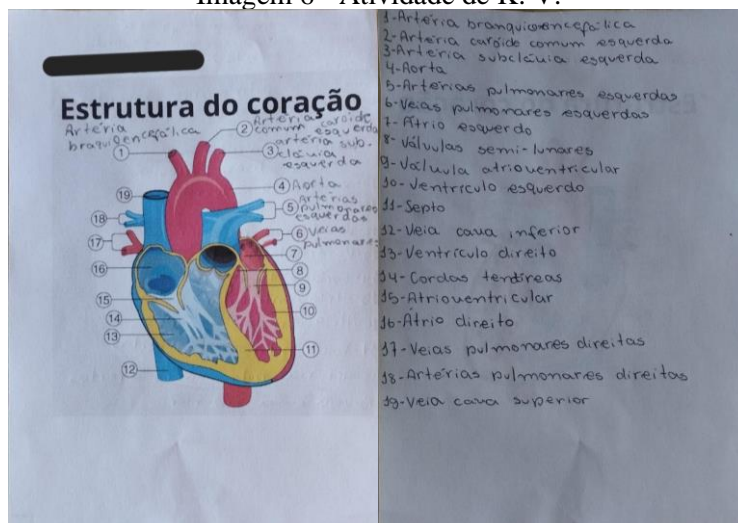 Imagem 6 - Atividade de K. V.
Estrutura do coração
Artéria
braquioencefálica
Artéria caróide
comum esquerda
artéria sub-
clávia
esquerda
Aorta
Artérias
pulmonares
esquerdas
Veias
pulmonares
1
2
3
4
5
6
7
8
9
10
11
12
13
14
15
16
17
18
19
1-Artéria branquioencefálica
2-Artéria caróide comum esquerda
3-Artéria subclávia esquerda
4-Aorta
5-Artérias pulmonares esquerdas
6-Veias pulmonares esquerdas
7-Átrio esquerdo
8-Válvulas semi-lunares
9-Válvula atrioventricular
10-Ventrículo esquerdo
11-Septo
12-Veia cava inferior
13-Ventrículo direito
14-Cordas tendíneas
15-Atrioventricular
16-Átrio direito
17-Veias pulmonares direitas
18-Artérias pulmonares direitas
19-Veia cava superior